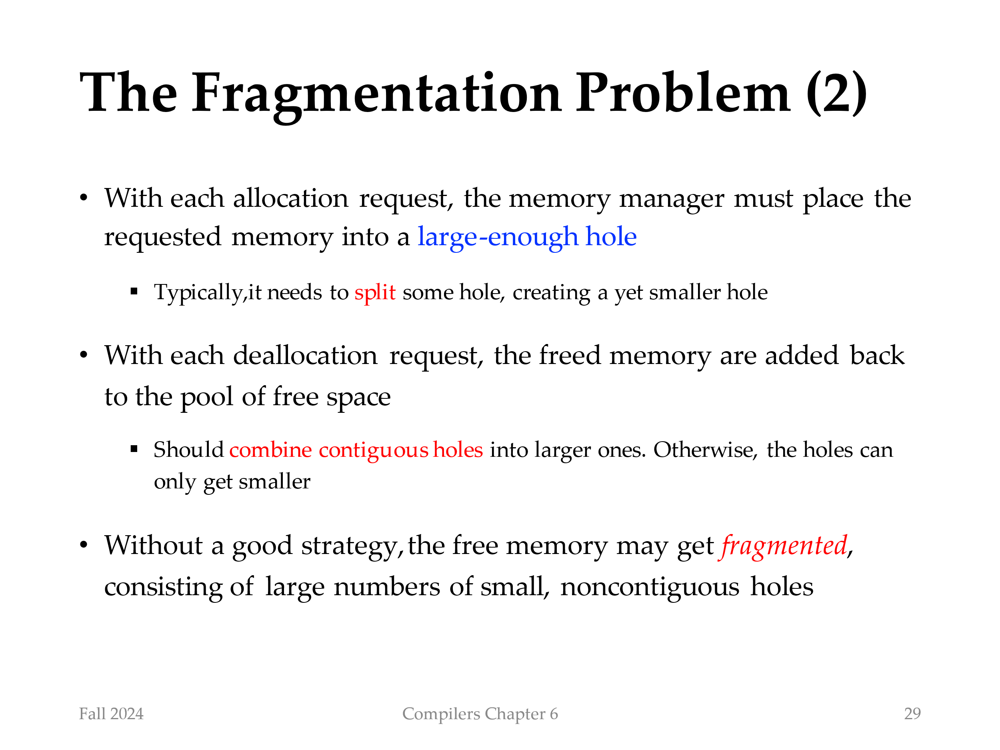 The Fragmentation Problem (2)
• With each allocation request, the memory manager must place the
requested memory into a large-enough hole
▪ Typically,it needs to split some hole, creating a yet smaller hole
• With each deallocation request, the freed memory are added back
to the pool of free space
▪ Should combine contiguous holes into larger ones. Otherwise, the holes can
only get smaller
• Without a good strategy, the free memory may get fragmented,
consisting of large numbers of small, noncontiguous holes
Fall 2024
Compilers Chapter 6
29